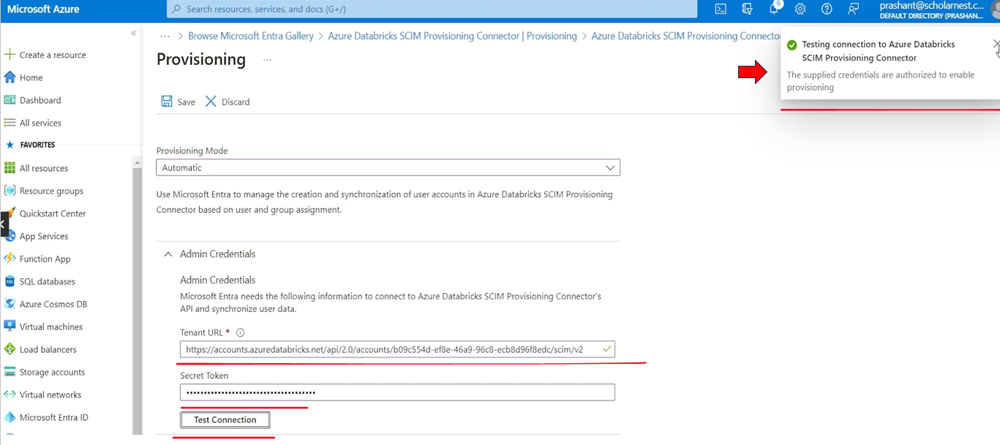 Microsoft Azure
Search resources, services, and docs (G+/)
6
prashant@scholarnest.c...
DEFAULT DIRECTORY (PRASHAN...
«
Create a resource
Home
Dashboard
All services
FAVORITES
All resources
Resource groups
Quickstart Center
App Services
Function App
SQL databases
Azure Cosmos DB
Virtual machines
Load balancers
Storage accounts
Virtual networks
Microsoft Entra ID
... > Browse Microsoft Entra Gallery > Azure Databricks SCIM Provisioning Connector | Provisioning > Azure Databricks SCIM Provisioning Connector
Provisioning ...
Save Discard
Testing connection to Azure Databricks
SCIM Provisioning Connector
The supplied credentials are authorized to enable
provisioning
Provisioning Mode
Automatic
Use Microsoft Entra to manage the creation and synchronization of user accounts in Azure Databricks SCIM Provisioning
Connector based on user and group assignment.
Admin Credentials
Admin Credentials
Microsoft Entra needs the following information to connect to Azure Databricks SCIM Provisioning Connector's
API and synchronize user data.
Tenant URL *
https://accounts.azuredatabricks.net/api/2.0/accounts/b09c554d-ef8e-46a9-96c8-ecb8d96f8edc/scim/v2
Secret Token
••••••••••••••••••••••••••••••••••••
Test Connection